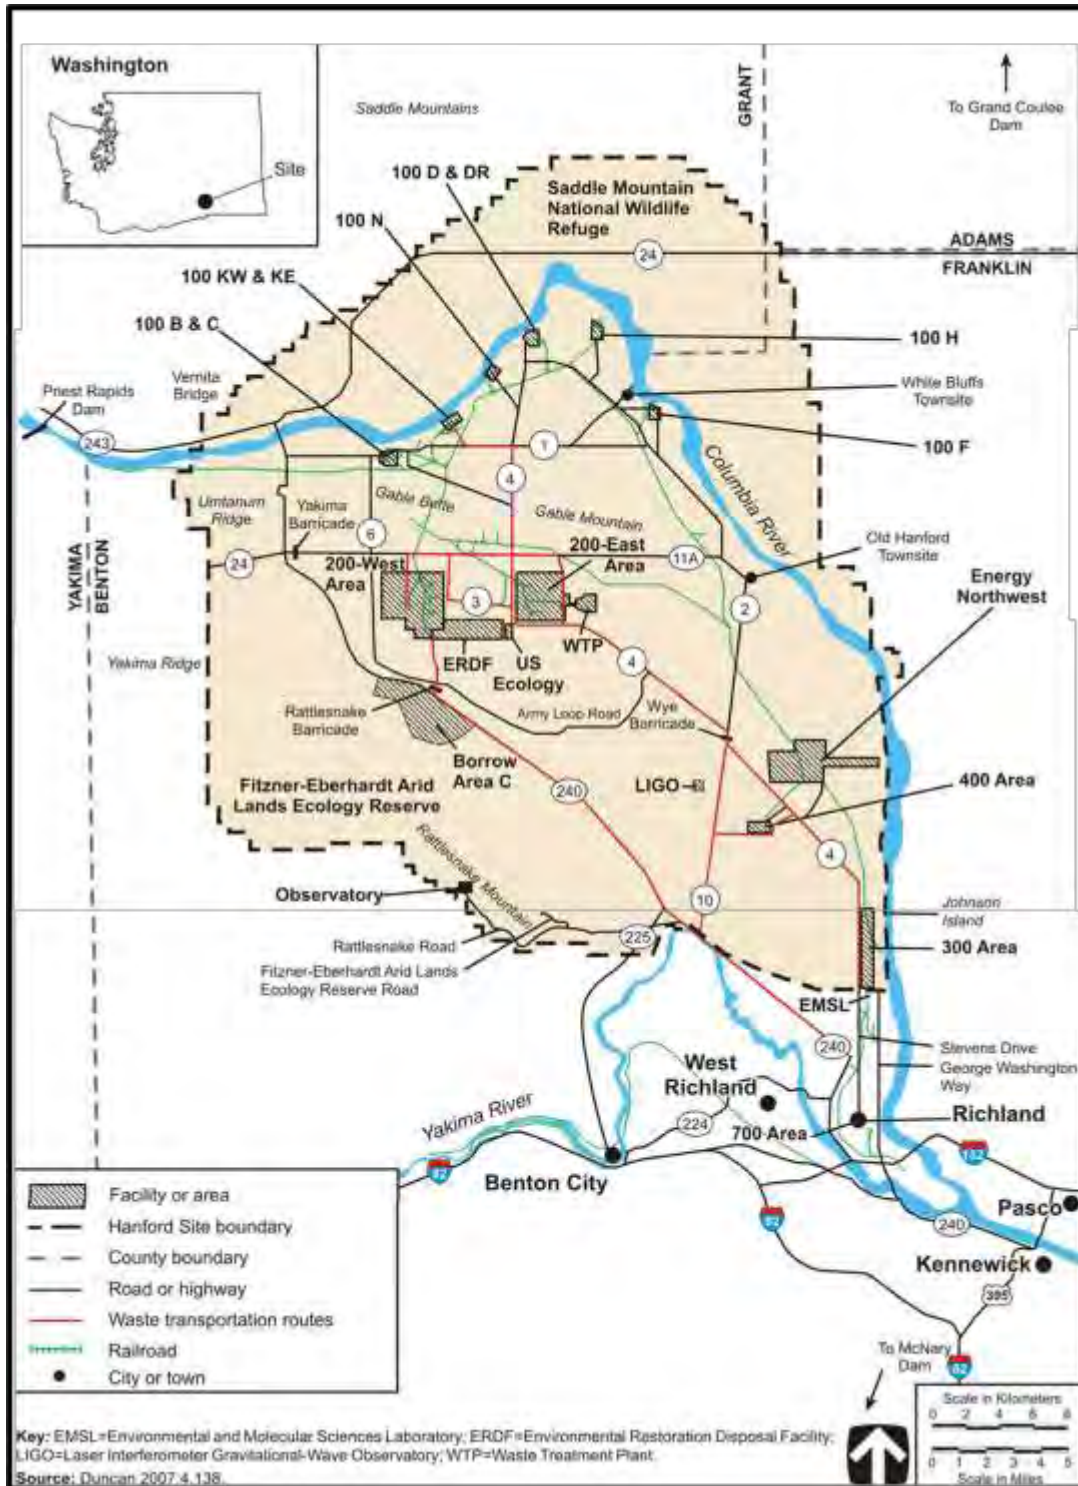 Washington
Site
Saddle Mountains
GRANT
To Grand Coulee
Dam
100 D & DR
Saddle Mountain
National Wildlife
Refuge
100 N
24
ADAMS
FRANKLIN
100 KW & KE
100 B & C
100 H
Vernita
Bridge
Priest Rapids
Dam
243
White Bluffs
Townsite
100 F
1
4
Columbia River
Gable Butte
Gable Mountain
Umtanum
Ridge
Yakima
Barricade
6
24
200-West
Area
200-East
Area
11A
Old Hanford
Townsite
Energy
Northwest
YAKIMA
BENTON
3
2
WTP
ERDF
US
Ecology
4
Yakima Ridge
Rattlesnake
Barricade
Army Loop Road
Wye
Barricade
Borrow
Area C
240
LIGO
400 Area
Fitzner-Eberhardt Arid
Lands Ecology Reserve
Rattlesnake Mountain
4
Observatory
10
Johnson
Island
225
300 Area
Rattlesnake Road
Fitzner-Eberhardt Arid Lands
Ecology Reserve Road
EMSL
240
Stevens Drive
George Washington
Way
West
Richland
Richland
700 Area
224
Yakima River
82
Benton City
182
82
Pasco
240
Kennewick
395
82
To McNary
Dam
Facility or area
Hanford Site boundary
County boundary
Road or highway
Waste transportation routes
Railroad
City or town
Scale in Kilometers
0 2 4 6 8
0 1 2 3 4 5
Scale in Miles
Key: EMSL=Environmental and Molecular Sciences Laboratory; ERDF=Environmental Restoration Disposal Facility;
LIGO=Laser Interferometer Gravitational-Wave Observatory; WTP=Waste Treatment Plant.
Source: Duncan 2007:4.138.